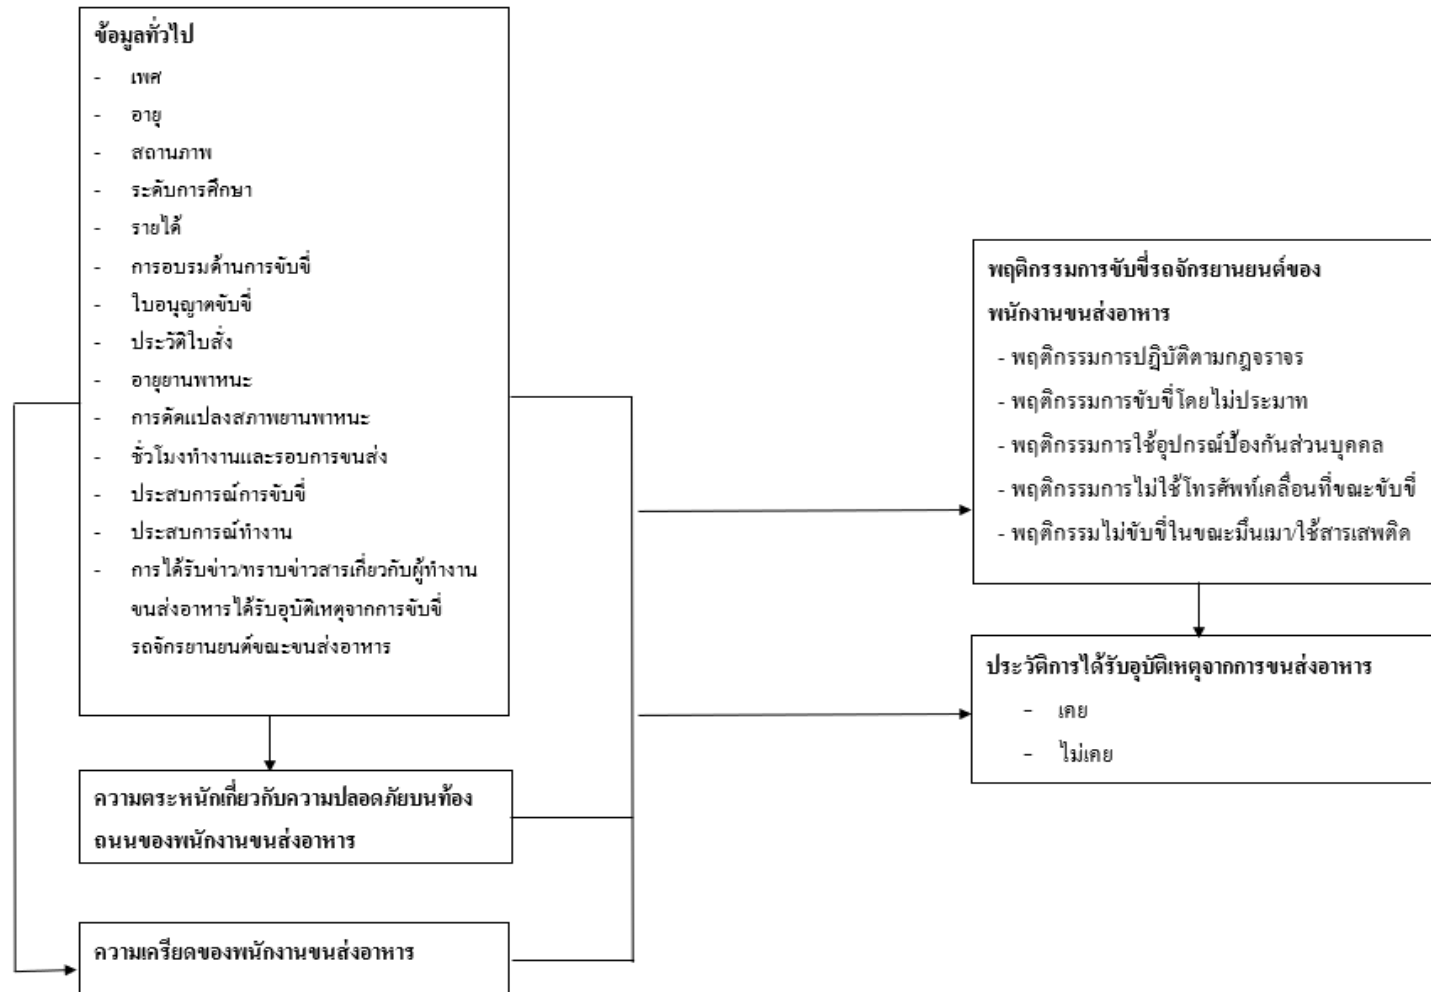 ข้อมูลทั่วไป
- เพศ
- อายุ
- สถานภาพ
- ระดับการศึกษา
- รายได้
- การอบรมด้านการขับขี่
- ใบอนุญาตขับขี่
- ประวัติใบสั่ง
- อายุยานพาหนะ
- การดัดแปลงสภาพยานพาหนะ
- ชั่วโมงทำงานและรอบการขนส่ง
- ประสบการณ์การขับขี่
- ประสบการณ์ทำงาน
- การได้รับข่าว/ทราบข่าวสารเกี่ยวกับผู้ทำงาน
ขนส่งอาหารได้รับอุบัติเหตุจากการขับขี่
รถจักรยานยนต์ขณะขนส่งอาหาร
ความตระหนักเกี่ยวกับความปลอดภัยบนท้อง
ถนนของพนักงานขนส่งอาหาร
ความเครียดของพนักงานขนส่งอาหาร
พฤติกรรมการขับขี่รถจักรยานยนต์ของ
พนักงานขนส่งอาหาร
- พฤติกรรมการปฏิบัติตามกฎจราจร
- พฤติกรรมการขับขี่โดยไม่ประมาท
- พฤติกรรมการใช้อุปกรณ์ป้องกันส่วนบุคคล
- พฤติกรรมการไม่ใช้โทรศัพท์เคลื่อนที่ขณะขับขี่
- พฤติกรรมไม่ขับขี่ในขณะมึนเมา/ใช้สารเสพติด
ประวัติการได้รับอุบัติเหตุจากการขนส่งอาหาร
- เคย
- ไม่เคย